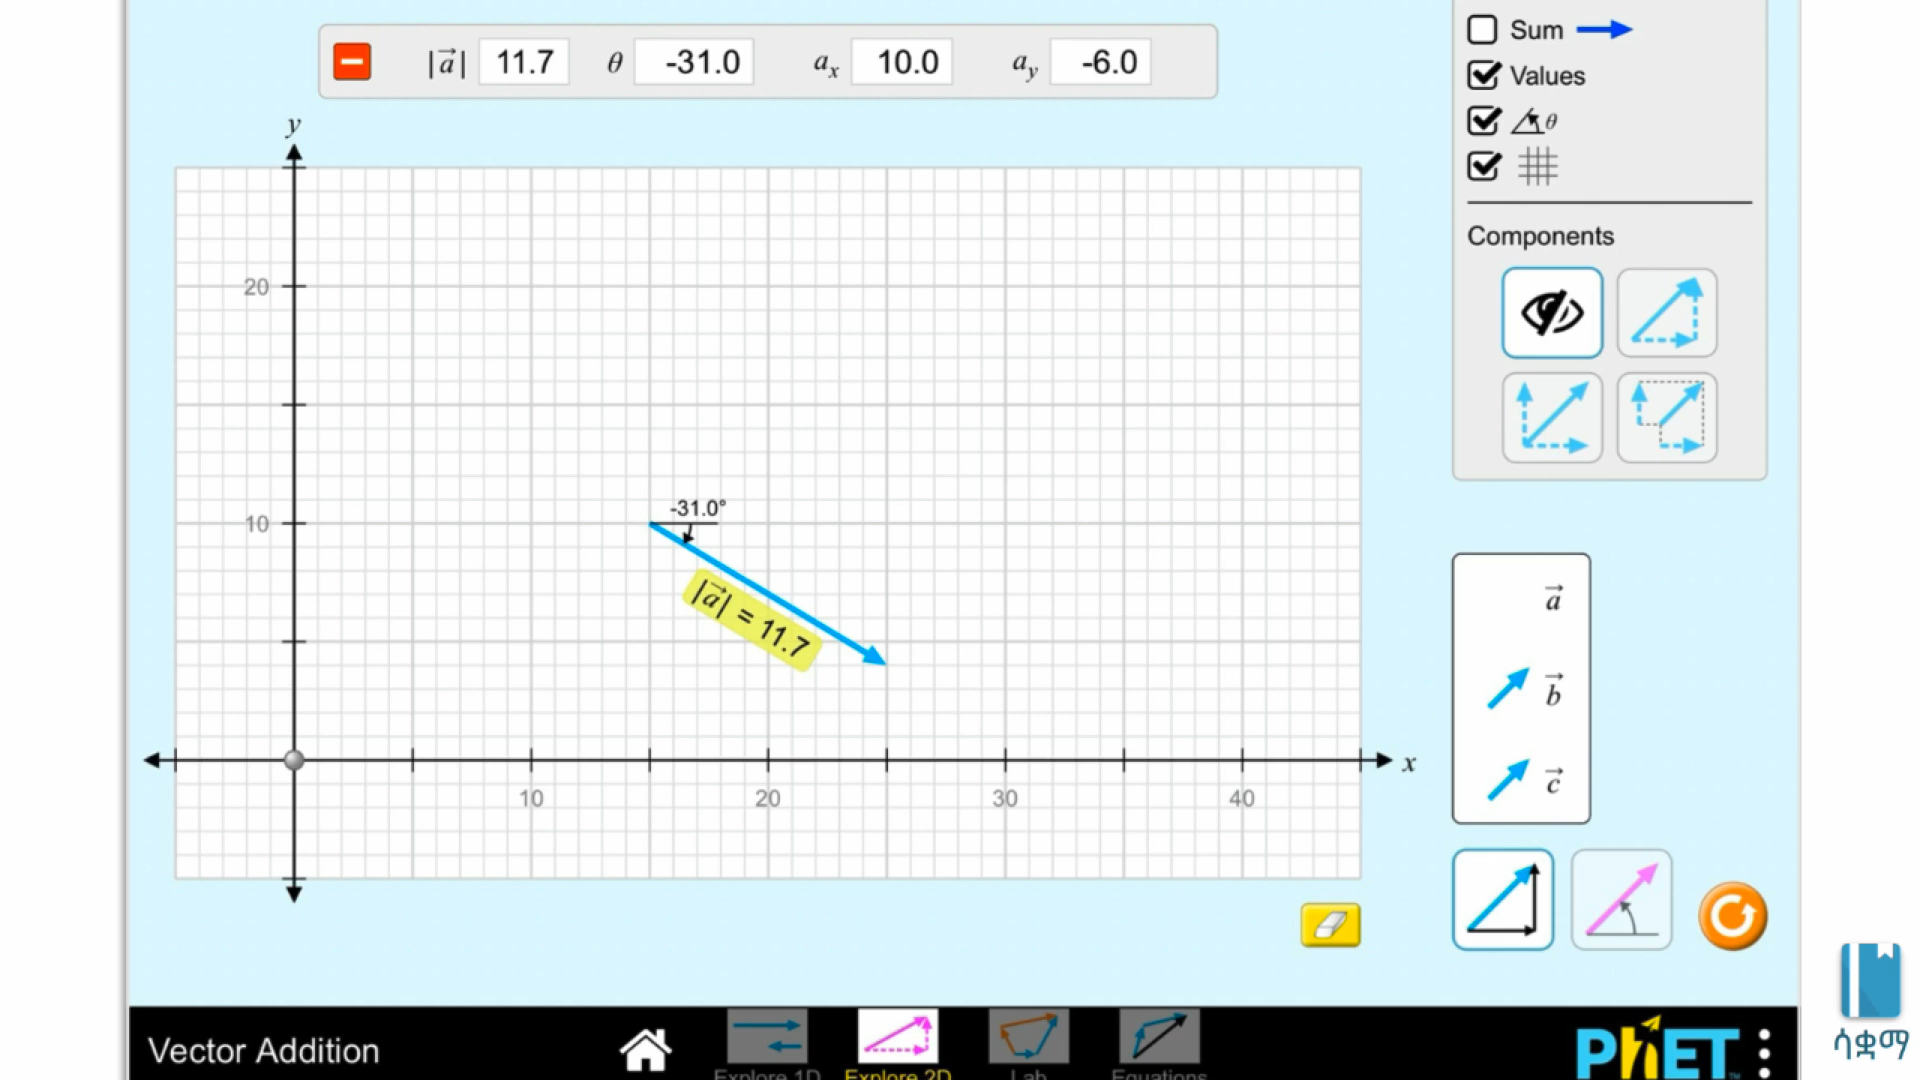 |a⃗| 11.7 θ -31.0 aₓ 10.0 a_y -6.0
Sum
Values
θ
Components
y
20
10
-31.0°
|a⃗| = 11.7
x
10 20 30 40
a⃗
b⃗
c⃗
Vector Addition
Explore 1D Explore 2D Lab Equations
PhET
ሳቋማ